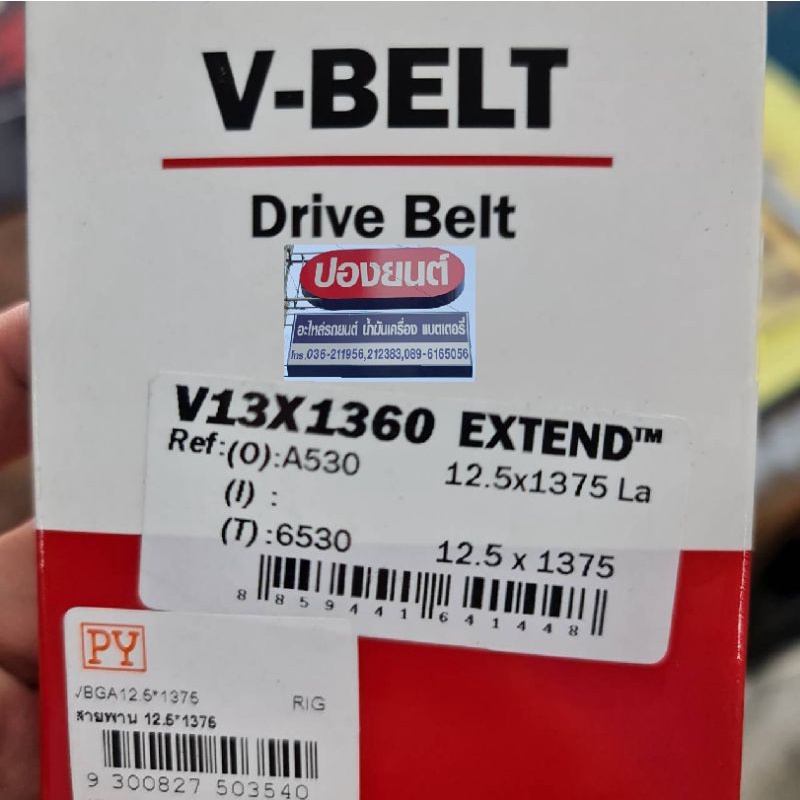 V-BELT
Drive Belt
ปองยนต์
อะไหล่รถยนต์ น้ำมันเครื่อง แบตเตอรี่
โทร.036-211956,212383,089-6165056
V13X1360 EXTEND™
Ref:(O):A530 12.5x1375 La
(I) :
(T) :6530 12.5 x 1375
8 859441 641448
PY
VBGA12.5*1375 RIG
สายพาน 12.5*1375
9 300827 503540